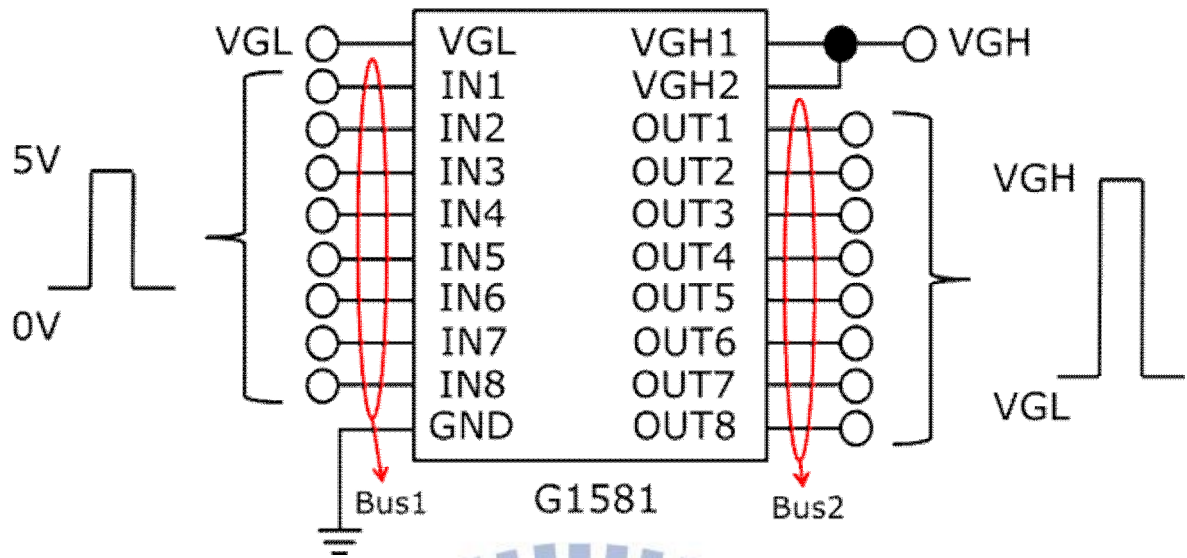 VGL VGL VGH1 VGH
IN1 VGH2
IN2 OUT1
5V IN3 OUT2 VGH
IN4 OUT3
IN5 OUT4
IN6 OUT5
0V IN7 OUT6
IN8 OUT7 VGL
GND OUT8
Bus1 G1581 Bus2